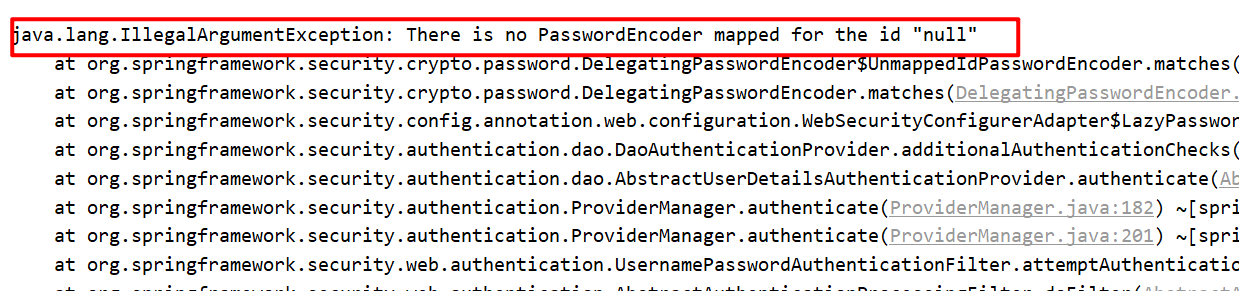 java.lang.IllegalArgumentException: There is no PasswordEncoder mapped for the id "null"
at org.springframework.security.crypto.password.DelegatingPasswordEncoder$UnmappedIdPasswordEncoder.matches(
at org.springframework.security.crypto.password.DelegatingPasswordEncoder.matches(DelegatingPasswordEncoder.
at org.springframework.security.config.annotation.web.configuration.WebSecurityConfigurerAdapter$LazyPasswor
at org.springframework.security.authentication.dao.DaoAuthenticationProvider.additionalAuthenticationChecks(
at org.springframework.security.authentication.dao.AbstractUserDetailsAuthenticationProvider.authenticate(Ab
at org.springframework.security.authentication.ProviderManager.authenticate(ProviderManager.java:182) ~[spri
at org.springframework.security.authentication.ProviderManager.authenticate(ProviderManager.java:201) ~[spri
at org.springframework.security.web.authentication.UsernamePasswordAuthenticationFilter.attemptAuthenticatio